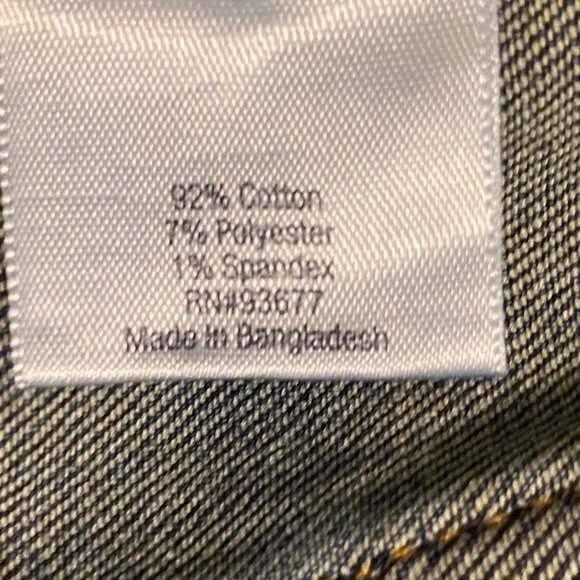 92% Cotton
7% Polyester
1% Spandex
RN#93677
Made In Bangladesh